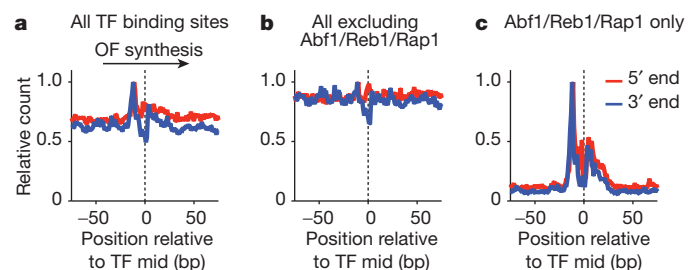 a All TF binding sites
OF synthesis
Relative count
1.0
0.5
0
−50 0 50
Position relative
to TF mid (bp)
b All excluding
Abf1/Reb1/Rap1
1.0
0.5
0
−50 0 50
Position relative
to TF mid (bp)
c Abf1/Reb1/Rap1 only
5′ end
3′ end
1.0
0.5
0
−50 0 50
Position relative
to TF mid (bp)